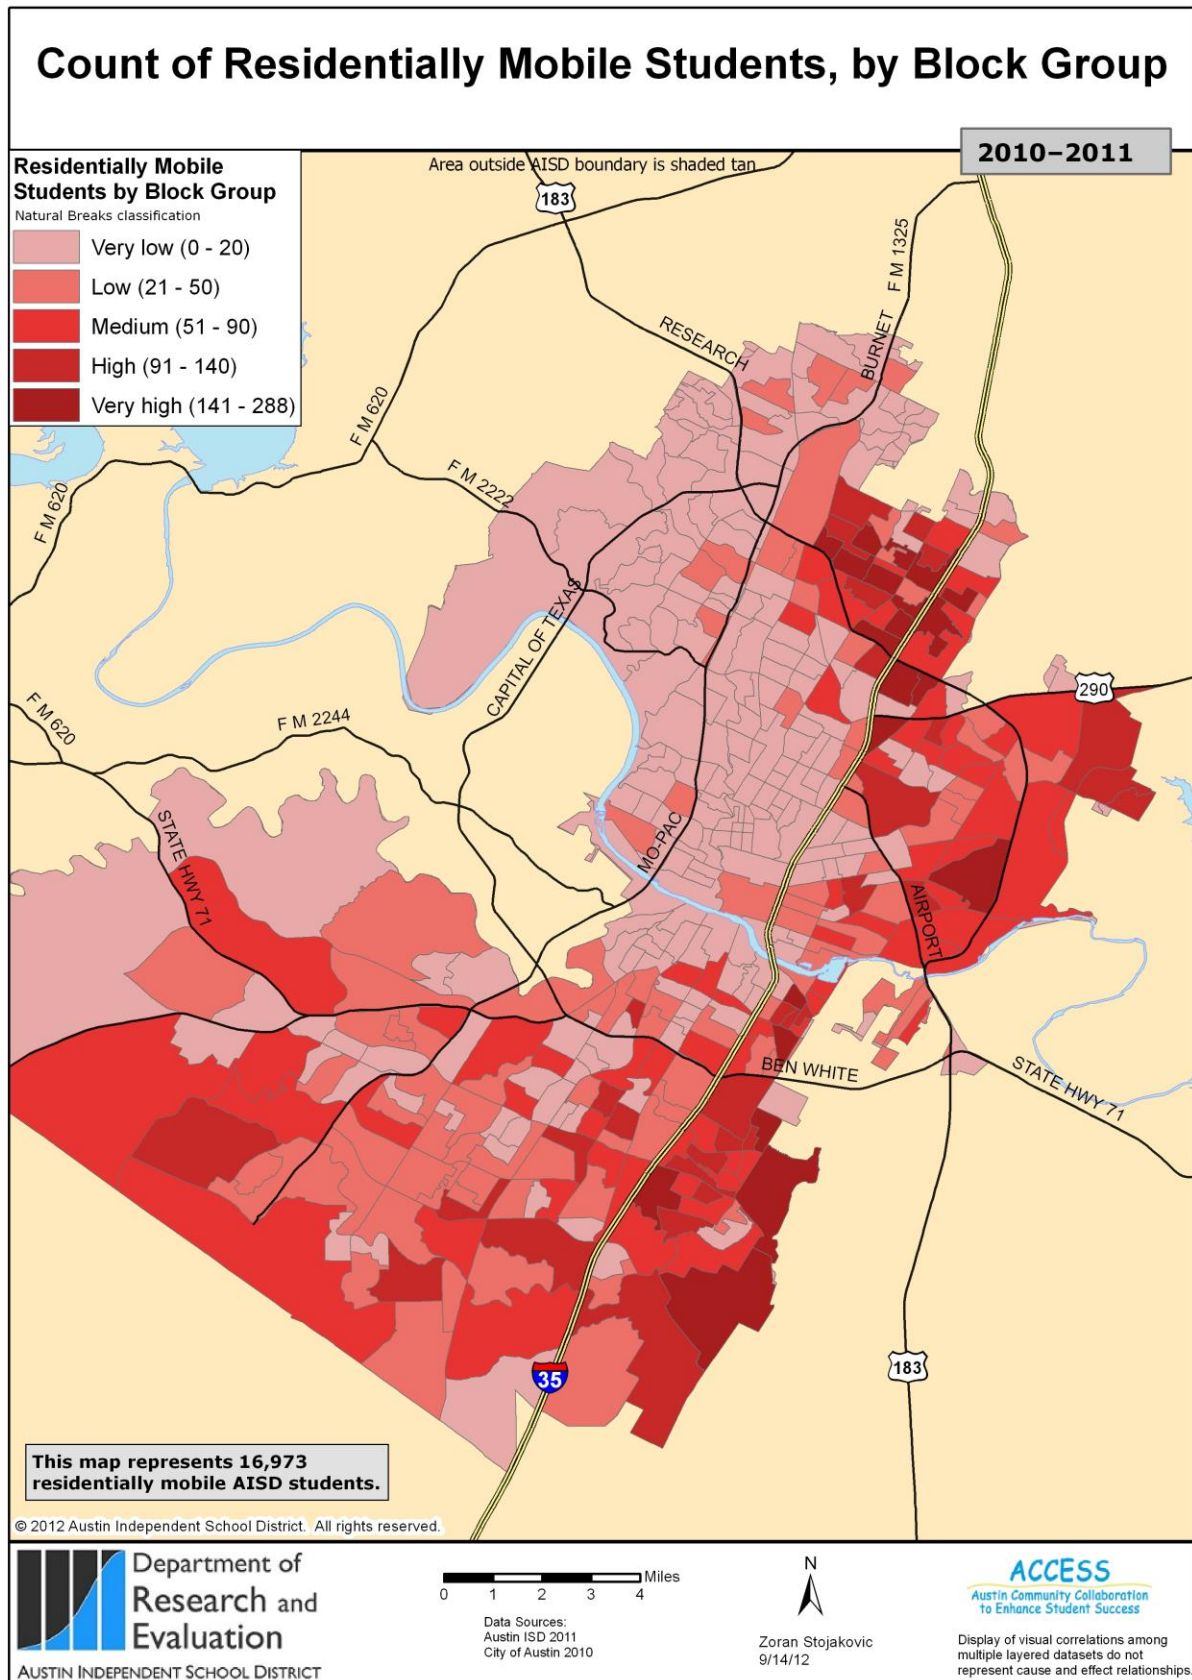 Count of Residentially Mobile Students, by Block Group
2010–2011
Area outside AISD boundary is shaded tan
Residentially Mobile
Students by Block Group
Natural Breaks classification
Very low (0 - 20)
Low (21 - 50)
Medium (51 - 90)
High (91 - 140)
Very high (141 - 288)
183
F M 1325
BURNET
RESEARCH
F M 620
F M 2222
F M 620
CAPITAL OF TEXAS
F M 620
F M 2244
290
STATE HWY 71
MO-PAC
AIRPORT
BEN WHITE
STATE HWY 71
35
183
This map represents 16,973
residentially mobile AISD students.
© 2012 Austin Independent School District. All rights reserved.
Department of
Research and
Evaluation
AUSTIN INDEPENDENT SCHOOL DISTRICT
Miles
0 1 2 3 4
Data Sources:
Austin ISD 2011
City of Austin 2010
N
Zoran Stojakovic
9/14/12
ACCESS
Austin Community Collaboration
to Enhance Student Success
Display of visual correlations among
multiple layered datasets do not
represent cause and effect relationships